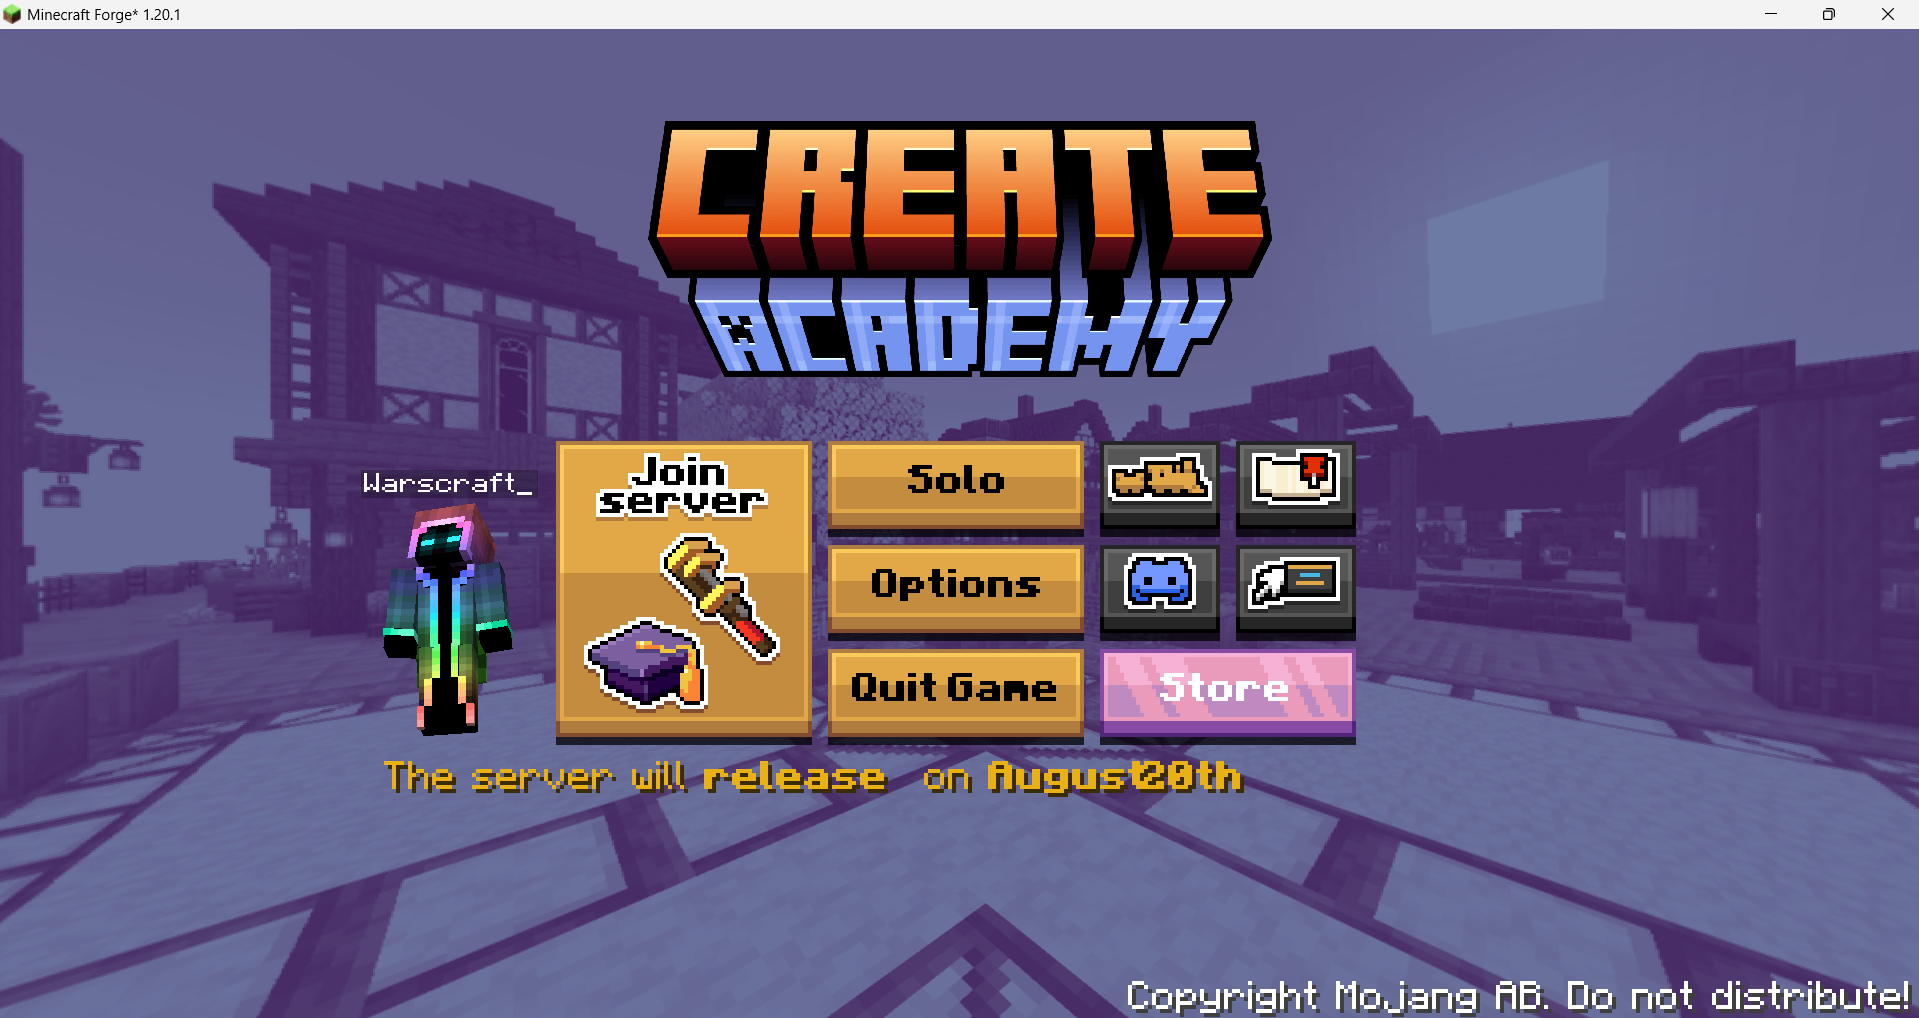 Minecraft Forge* 1.20.1
CREATE
ACADEMY
Warscraft_
Join
server
Solo
Options
Quit Game
Store
The server will release on August20th
Copyright Mojang AB. Do not distribute!